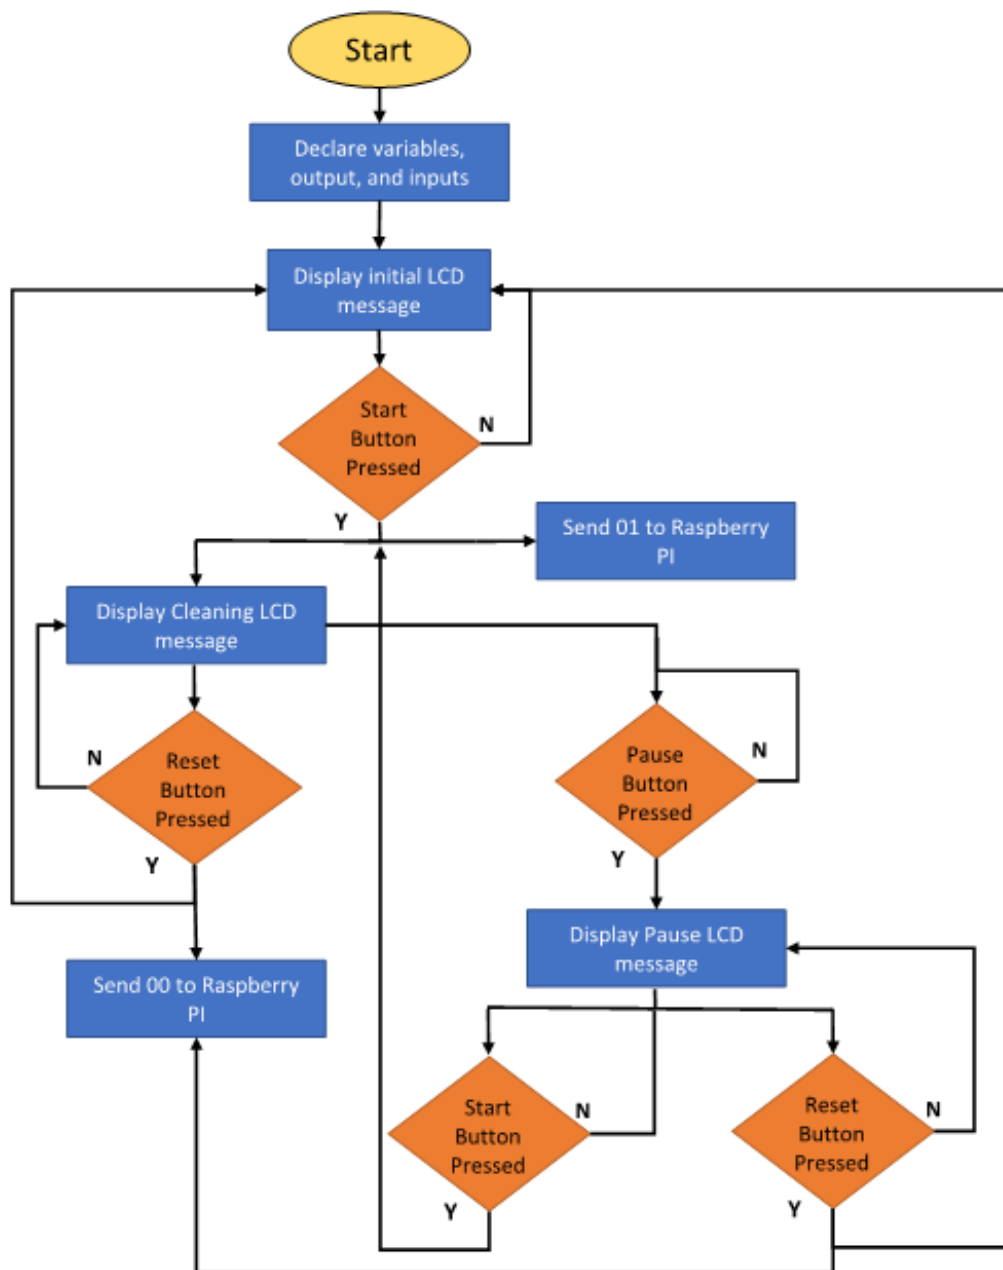 Start
Declare variables,
output, and inputs
Display initial LCD
message
Start
Button
Pressed
N
Y
Send 01 to Raspberry
PI
Display Cleaning LCD
message
Reset
Button
Pressed
N
Y
Pause
Button
Pressed
N
Y
Display Pause LCD
message
Send 00 to Raspberry
PI
Start
Button
Pressed
N
Y
Reset
Button
Pressed
N
Y